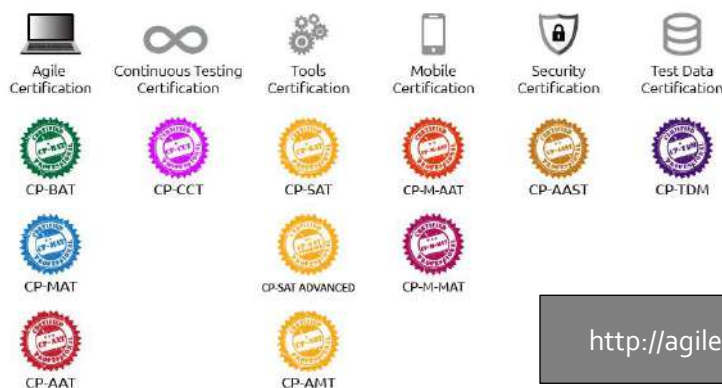 Agile
Certification
Continuous Testing
Certification
Tools
Certification
Mobile
Certification
Security
Certification
Test Data
Certification
CP-BAT
CP-CCT
CP-SAT
CP-M-AAT
CP-AAST
CP-TDM
CP-MAT
CP-SAT ADVANCED
CP-M-MAT
http://agile
CP-AAT
CP-AMT